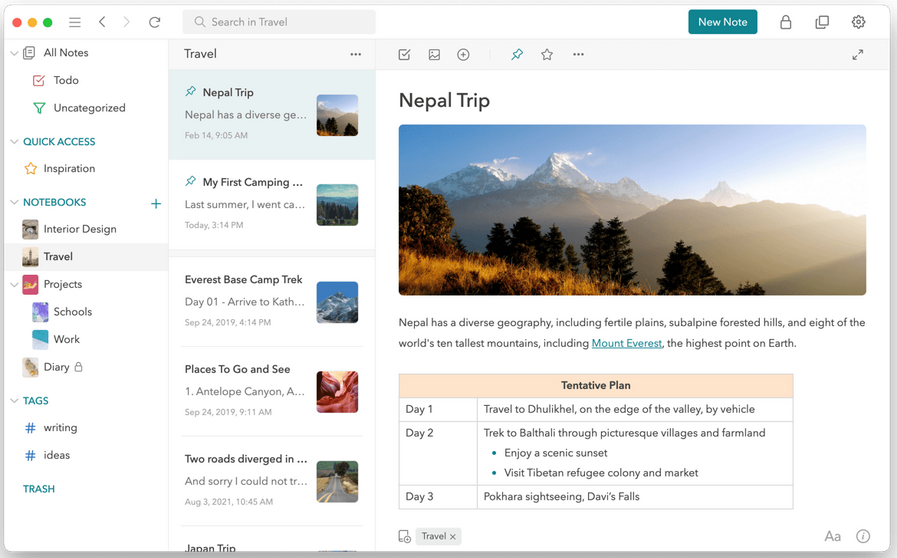 Search in Travel
New Note
All Notes
Todo
Uncategorized
QUICK ACCESS
Inspiration
NOTEBOOKS
Interior Design
Travel
Projects
Schools
Work
Diary
TAGS
# writing
# ideas
TRASH
Travel
Nepal Trip
Nepal has a diverse ge...
Feb 14, 9:05 AM
My First Camping ...
Last summer, I went ca...
Today, 3:14 PM
Everest Base Camp Trek
Day 01 - Arrive to Kath...
Sep 24, 2019, 4:14 PM
Places To Go and See
1. Antelope Canyon, A...
Sep 24, 2019, 9:11 AM
Two roads diverged in ...
And sorry I could not tr...
Aug 3, 2021, 10:45 AM
Japan Trip
Nepal Trip
Nepal has a diverse geography, including fertile plains, subalpine forested hills, and eight of the
world's ten tallest mountains, including Mount Everest, the highest point on Earth.
Tentative Plan
Day 1 Travel to Dhulikhel, on the edge of the valley, by vehicle
Day 2 Trek to Balthali through picturesque villages and farmland
• Enjoy a scenic sunset
• Visit Tibetan refugee colony and market
Day 3 Pokhara sightseeing, Davi's Falls
Travel ×
Aa